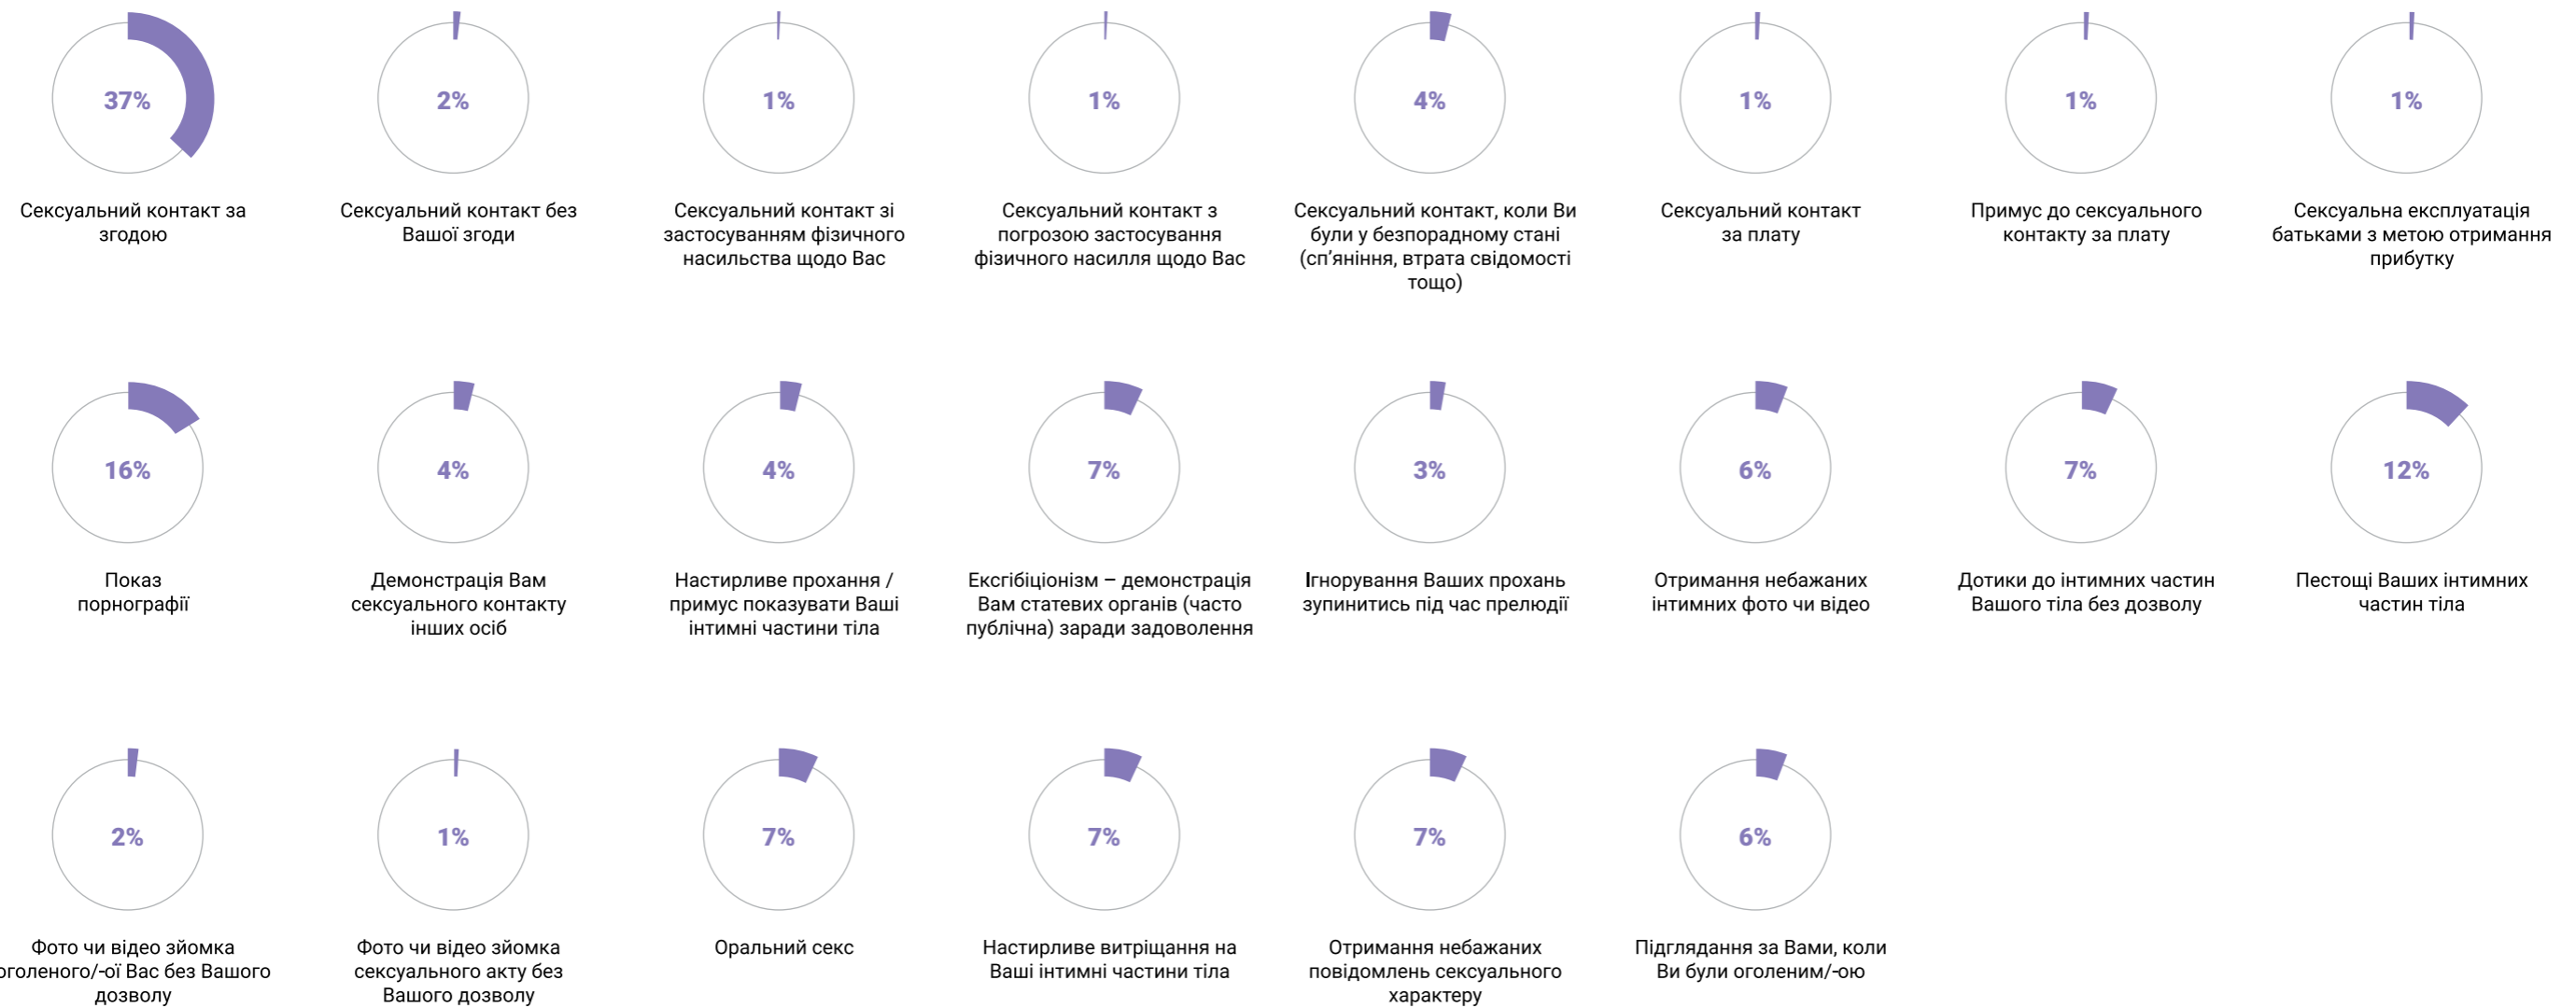 37%
2%
1%
1%
4%
1%
1%
1%
Сексуальний контакт за
згодою
Сексуальний контакт без
Вашої згоди
Сексуальний контакт зі
застосуванням фізичного
насильства щодо Вас
Сексуальний контакт з
погрозою застосування
фізичного насилля щодо Вас
Сексуальний контакт, коли Ви
були у безпорадному стані
(сп’яніння, втрата свідомості
тощо)
Сексуальний контакт
за плату
Примус до сексуального
контакту за плату
Сексуальна експлуатація
батьками з метою отримання
прибутку
16%
4%
4%
7%
3%
6%
7%
12%
Показ
порнографії
Демонстрація Вам
сексуального контакту
інших осіб
Настирливе прохання /
примус показувати Ваші
інтимні частини тіла
Ексгібіціонізм – демонстрація
Вам статевих органів (часто
публічна) заради задоволення
Ігнорування Ваших прохань
зупинитись під час прелюдії
Отримання небажаних
інтимних фото чи відео
Дотики до інтимних частин
Вашого тіла без дозволу
Пестощі Ваших інтимних
частин тіла
2%
1%
7%
7%
7%
6%
Фото чи відео зйомка
оголеного/-ої Вас без Вашого
дозволу
Фото чи відео зйомка
сексуального акту без
Вашого дозволу
Оральний секс
Настирливе витріщання на
Ваші інтимні частини тіла
Отримання небажаних
повідомлень сексуального
характеру
Підглядання за Вами, коли
Ви були оголеним/-ою